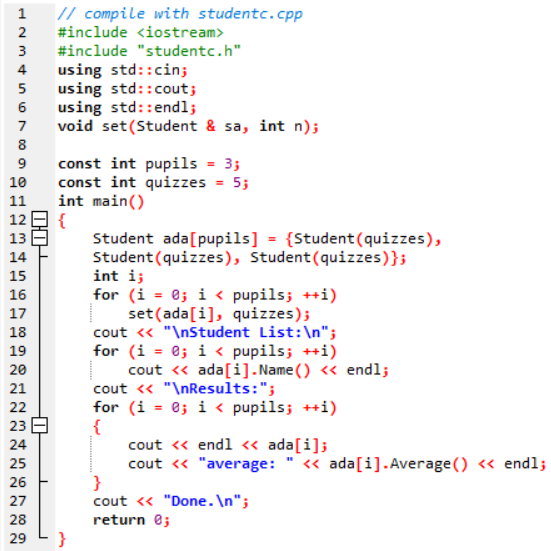 1 // compile with studentc.cpp
2 #include <iostream>
3 #include "studentc.h"
4 using std::cin;
5 using std::cout;
6 using std::endl;
7 void set(Student & sa, int n);
8
9 const int pupils = 3;
10 const int quizzes = 5;
11 int main()
12 {
13 Student ada[pupils] = {Student(quizzes),
14 Student(quizzes), Student(quizzes)};
15 int i;
16 for (i = 0; i < pupils; ++i)
17 set(ada[i], quizzes);
18 cout << "\nStudent List:\n";
19 for (i = 0; i < pupils; ++i)
20 cout << ada[i].Name() << endl;
21 cout << "\nResults:";
22 for (i = 0; i < pupils; ++i)
23 {
24 cout << endl << ada[i];
25 cout << "average: " << ada[i].Average() << endl;
26 }
27 cout << "Done.\n";
28 return 0;
29 }